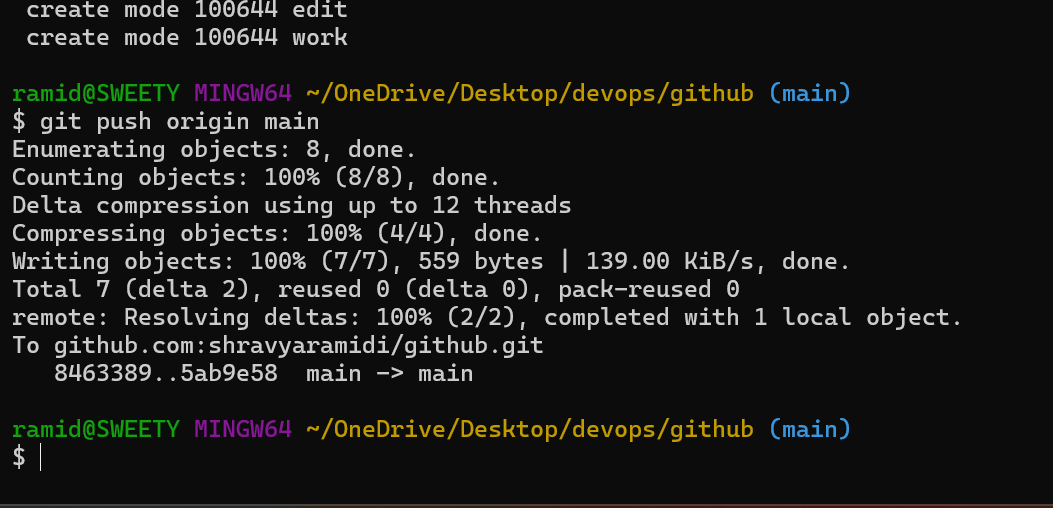 create mode 100644 edit
create mode 100644 work
ramid@SWEETY MINGW64 ~/OneDrive/Desktop/devops/github (main)
$ git push origin main
Enumerating objects: 8, done.
Counting objects: 100% (8/8), done.
Delta compression using up to 12 threads
Compressing objects: 100% (4/4), done.
Writing objects: 100% (7/7), 559 bytes | 139.00 KiB/s, done.
Total 7 (delta 2), reused 0 (delta 0), pack-reused 0
remote: Resolving deltas: 100% (2/2), completed with 1 local object.
To github.com:shravyaramidi/github.git
8463389..5ab9e58  main -> main
ramid@SWEETY MINGW64 ~/OneDrive/Desktop/devops/github (main)
$